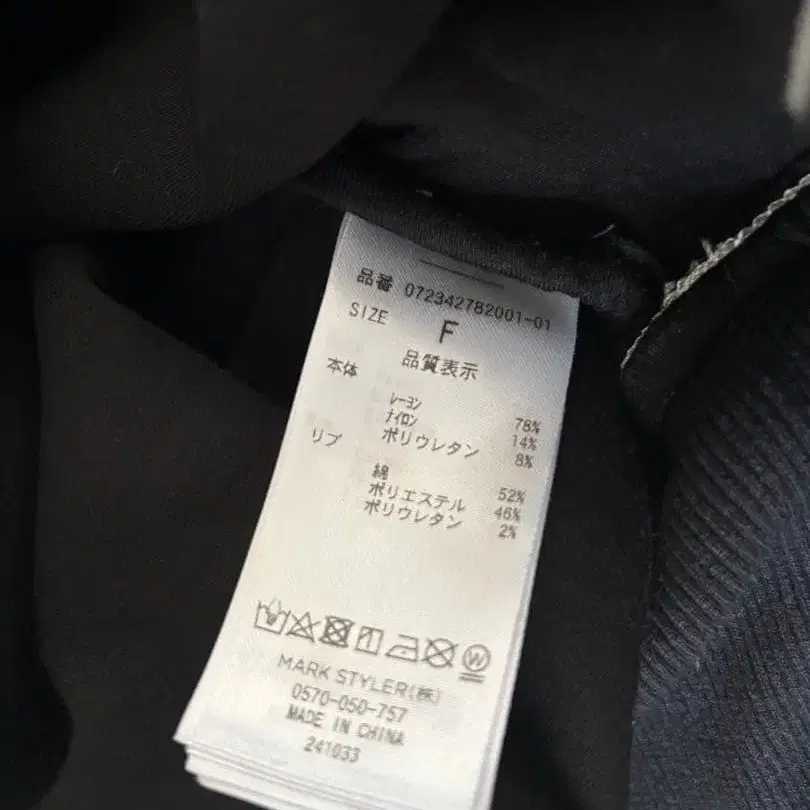 品番 072342782001-01
SIZE F
品質表示
本体
レーヨン 78%
ナイロン 14%
ポリウレタン 8%
リブ
綿 52%
ポリエステル 46%
ポリウレタン 2%
W
MARK STYLER(株)
0570-050-757
MADE IN CHINA
241033